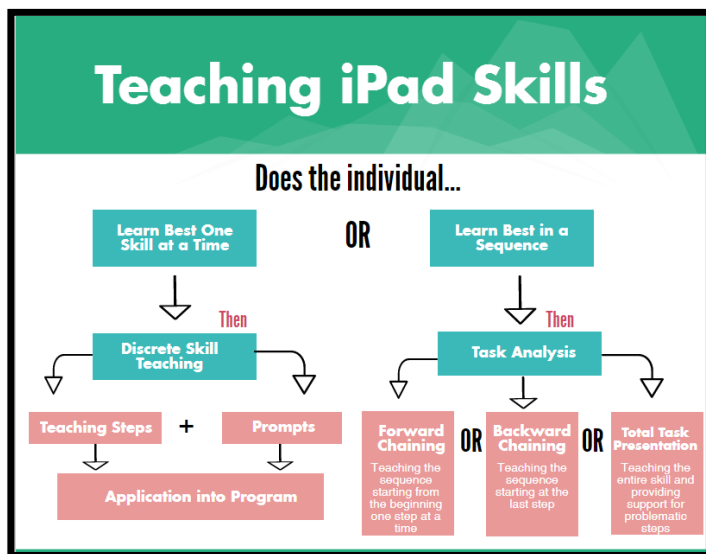 Teaching iPad Skills
Does the individual...
Learn Best One
Skill at a Time
OR
Learn Best in a
Sequence
Then
Discrete Skill
Teaching
Then
Task Analysis
Teaching Steps
+
Prompts
Application into Program
Forward
Chaining
Teaching the
sequence
starting from
the beginning
one step at a
time
OR
Backward
Chaining
Teaching the
sequence
starting at the
last step
OR
Total Task
Presentation
Teaching the
entire skill and
providing
support for
problematic
steps